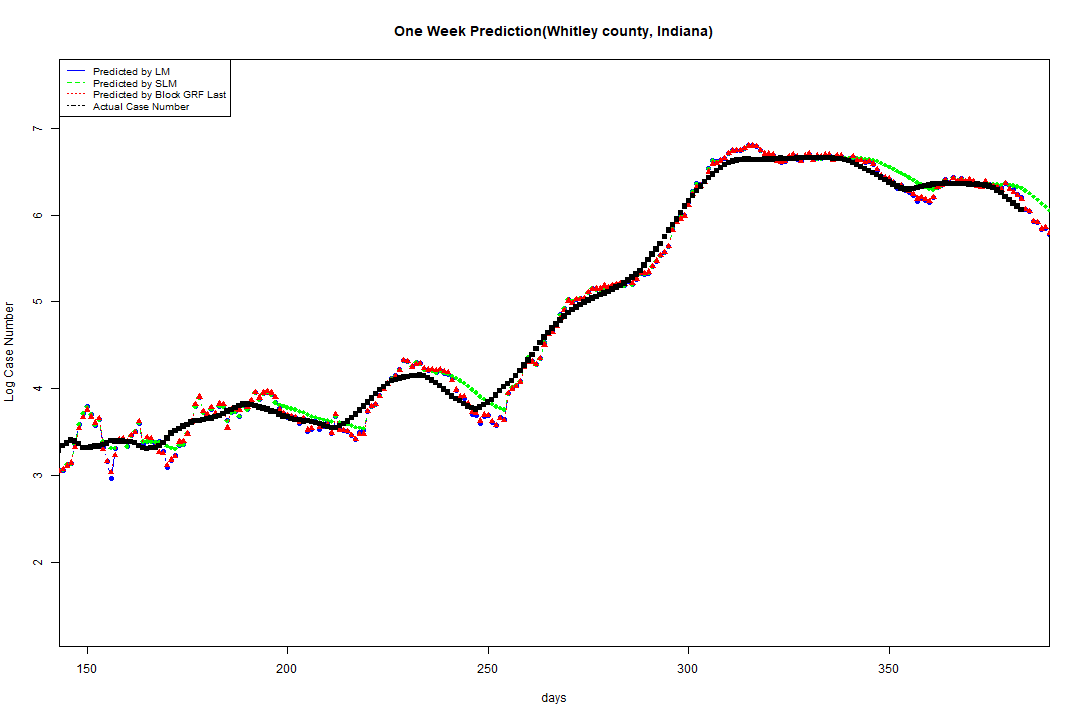 One Week Prediction(Whitley county, Indiana)
Predicted by LM
Predicted by SLM
Predicted by Block GRF Last
Actual Case Number
7
6
5
4
3
2
Log Case Number
150 200 250 300 350
days